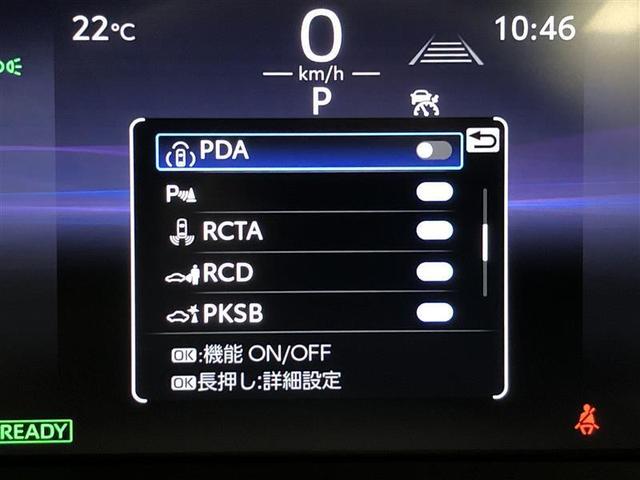 22℃
0
10:46
km/h
P
PDA
P
RCTA
RCD
PKSB
OK:機能 ON/OFF
OK長押し:詳細設定
READY